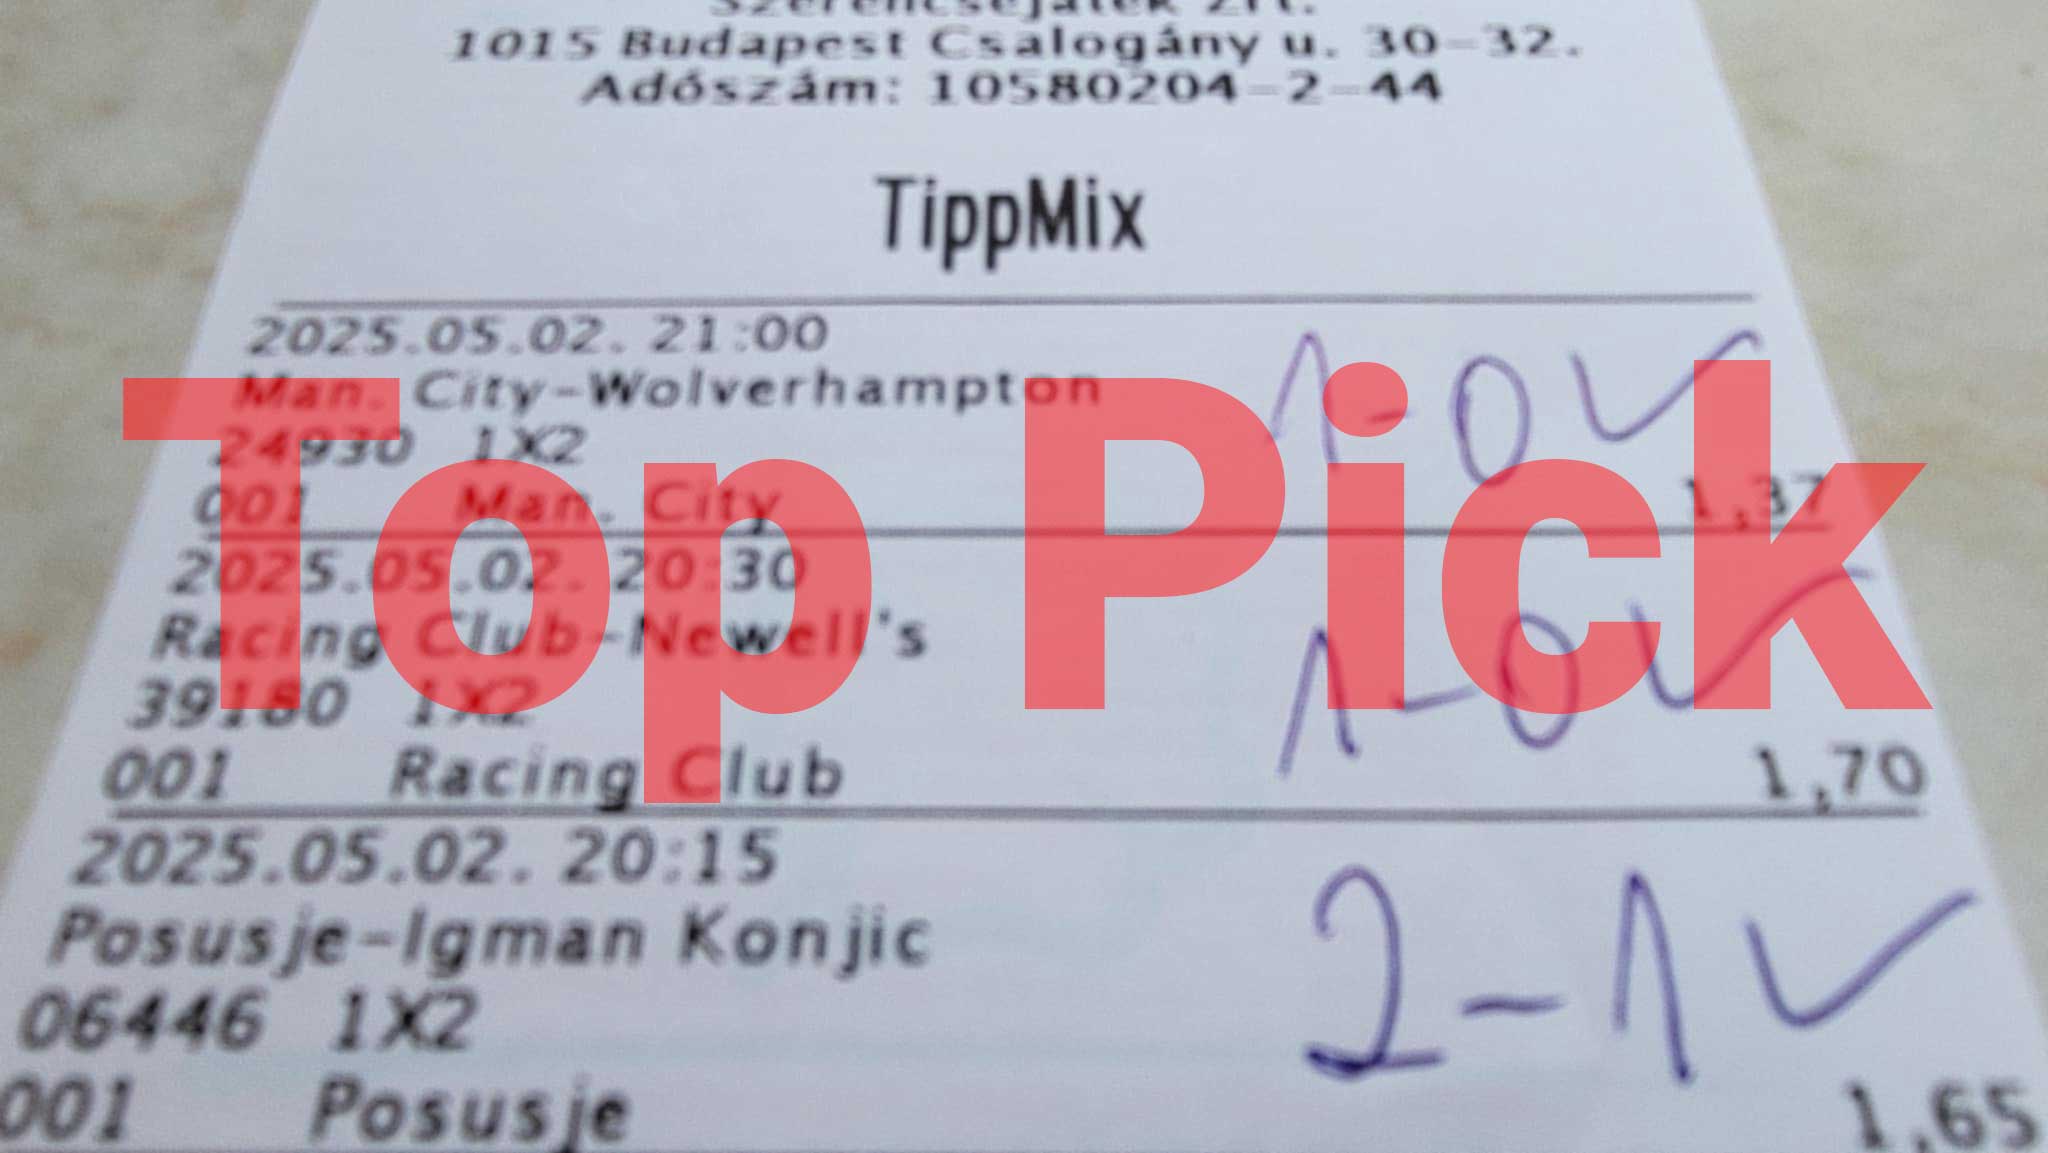 Szerencsejáték Zrt.
1015 Budapest Csalogány u. 30-32.
Adószám: 10580204-2-44
TippMix
2025.05.02. 21:00
Man. City-Wolverhampton
24930 1X2
1-0
001 Man. City
1,37
2025.05.02. 20:30
Racing Club-Newell's
39180 1X2
1-0
001 Racing Club
1,70
2025.05.02. 20:15
Posusje-Igman Konjic
06446 1X2
2-1
001 Posusje
1,65
Top Pick